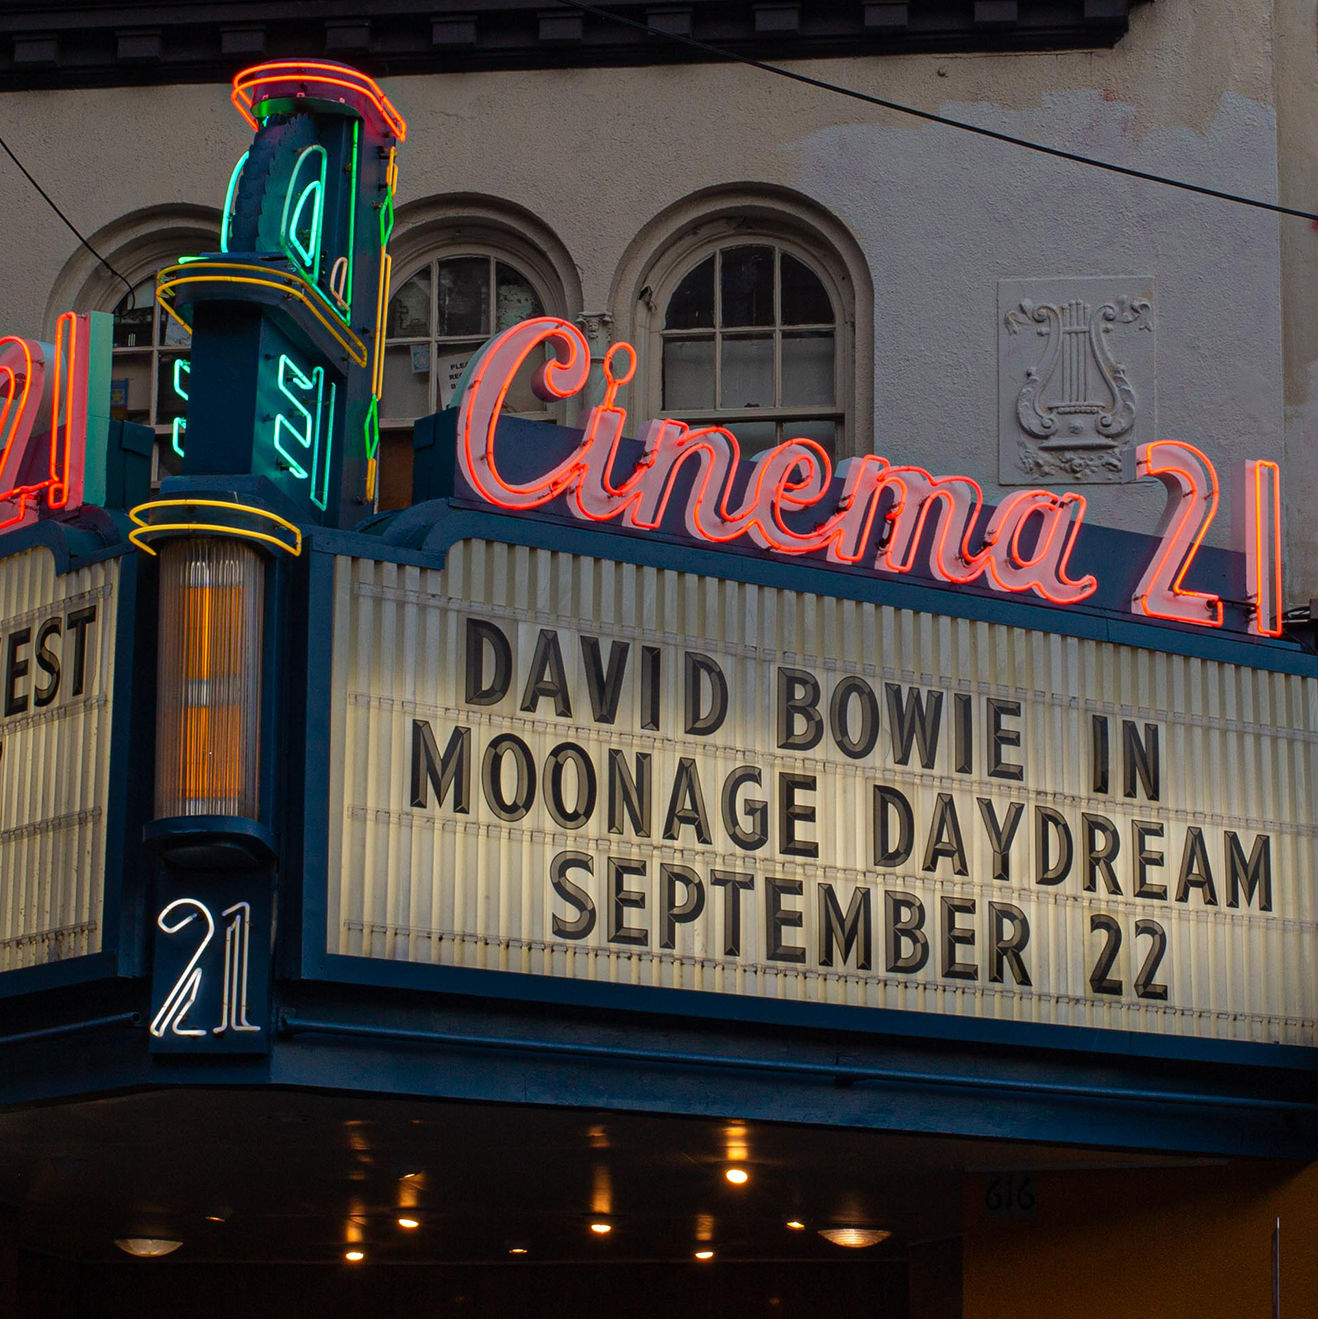 21
Cinema 21
EST
DAVID BOWIE IN
MOONAGE DAYDREAM
SEPTEMBER 22
21
616